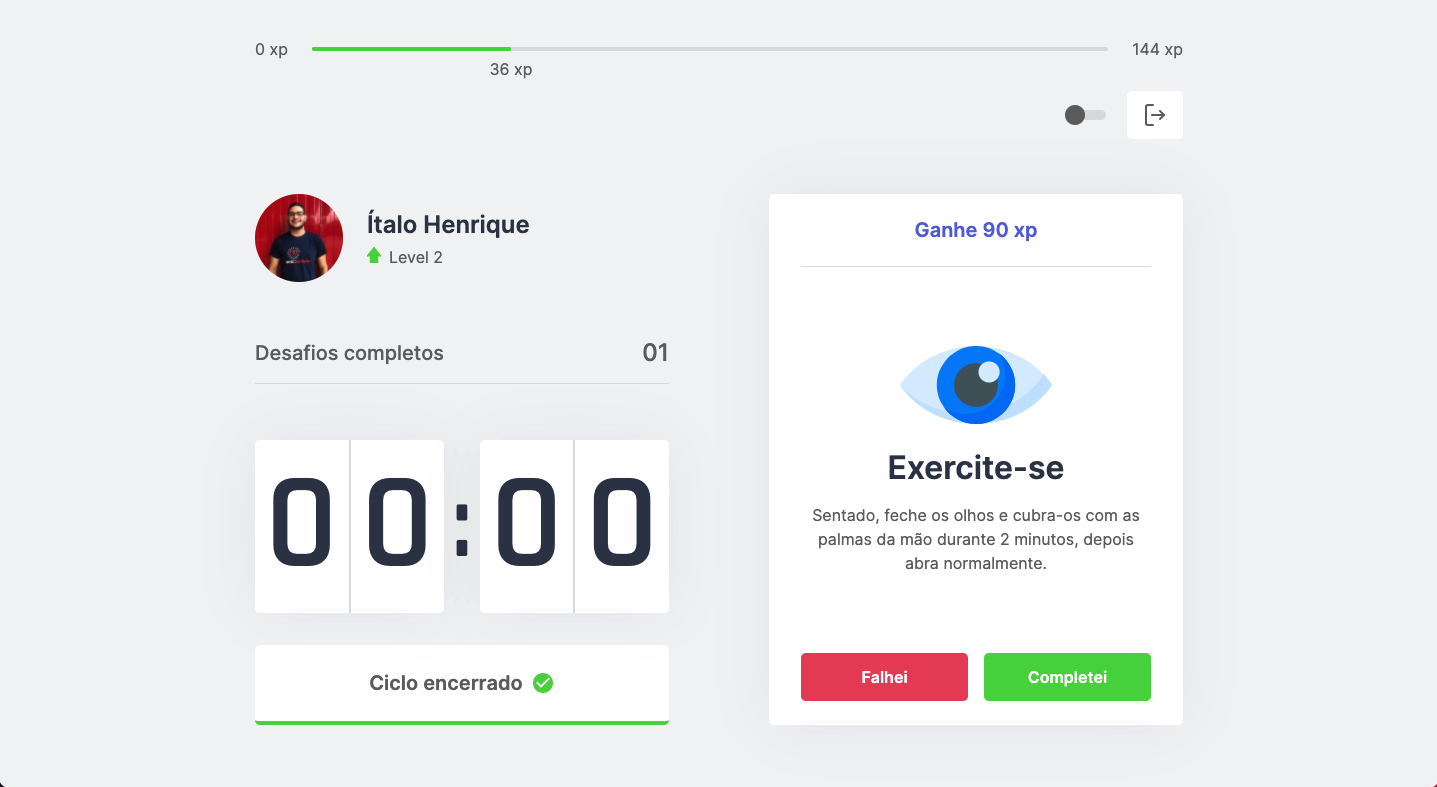 0 xp
144 xp
36 xp
Ítalo Henrique
Level 2
Desafios completos 01
00:00
Ciclo encerrado
Ganhe 90 xp
Exercite-se
Sentado, feche os olhos e cubra-os com as
palmas da mão durante 2 minutos, depois
abra normalmente.
Falhei
Completei